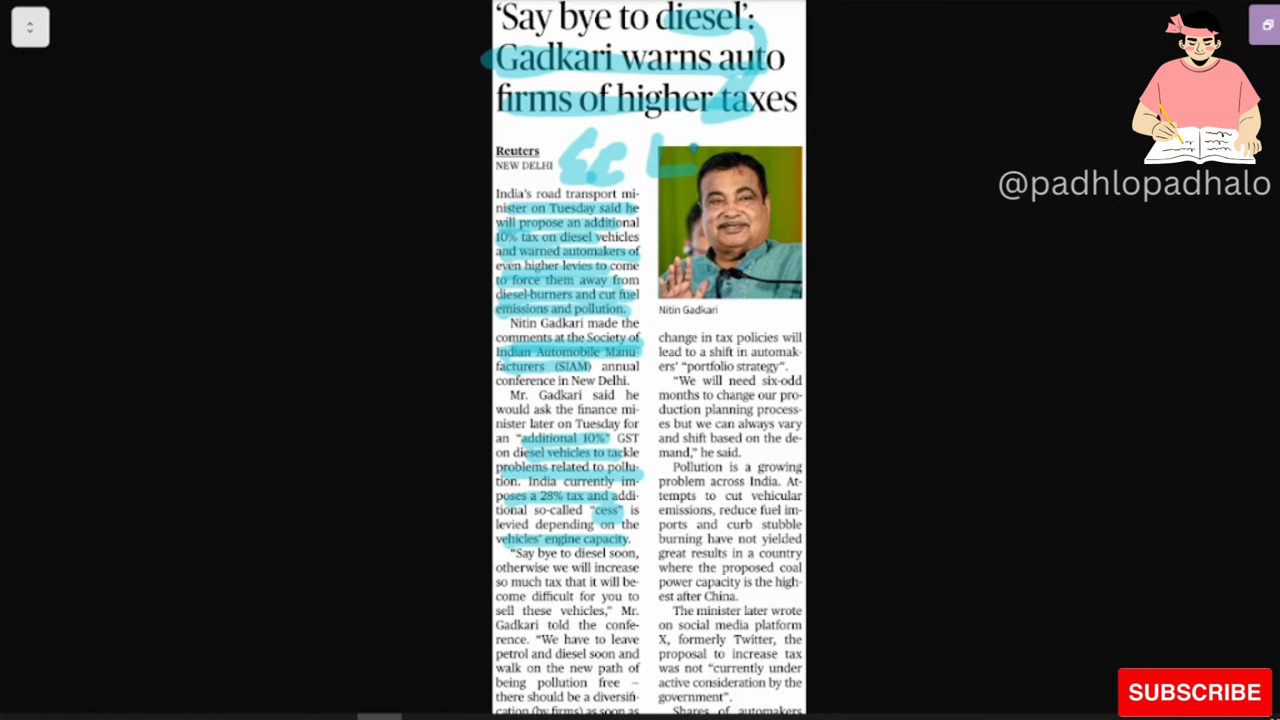 ‘Say bye to diesel’:
Gadkari warns auto
firms of higher taxes
Reuters
NEW DELHI
India’s road transport mi-
nister on Tuesday said he
will propose an additional
10% tax on diesel vehicles
and warned automakers of
even higher levies to come
to force them away from
diesel-burners and cut fuel
emissions and pollution.
Nitin Gadkari made the
comments at the Society of
Indian Automobile Manu-
facturers (SIAM) annual
conference in New Delhi.
Mr. Gadkari said he
would ask the finance mi-
nister later on Tuesday for
an “additional 10%” GST
on diesel vehicles to tackle
problems related to pollu-
tion. India currently im-
poses a 28% tax and addi-
tional so-called “cess” is
levied depending on the
vehicles’ engine capacity.
“Say bye to diesel soon,
otherwise we will increase
so much tax that it will be-
come difficult for you to
sell these vehicles,” Mr.
Gadkari told the confe-
rence. “We have to leave
petrol and diesel soon and
walk on the new path of
being pollution free –
there should be a diversifi-
cation (by firms) as soon as
Nitin Gadkari
change in tax policies will
lead to a shift in automak-
ers’ “portfolio strategy”.
“We will need six-odd
months to change our pro-
duction planning process-
es but we can always vary
and shift based on the de-
mand,” he said.
Pollution is a growing
problem across India. At-
tempts to cut vehicular
emissions, reduce fuel im-
ports and curb stubble
burning have not yielded
great results in a country
where the proposed coal
power capacity is the high-
est after China.
The minister later wrote
on social media platform
X, formerly Twitter, the
proposal to increase tax
was not “currently under
active consideration by the
government”.
Shares of automakers
@padhlopadhalo
SUBSCRIBE